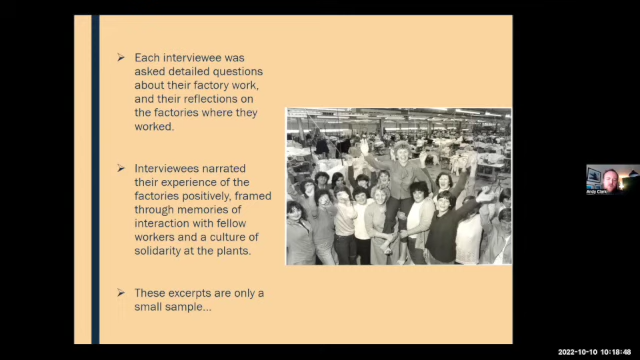 ➤ Each interviewee was
asked detailed questions
about their factory work,
and their reflections on
the factories where they
worked.
➤ Interviewees narrated
their experience of the
factories positively, framed
through memories of
interaction with fellow
workers and a culture of
solidarity at the plants.
➤ These excerpts are only a
small sample...
Andy Clark
2022-10-10 10:18:48